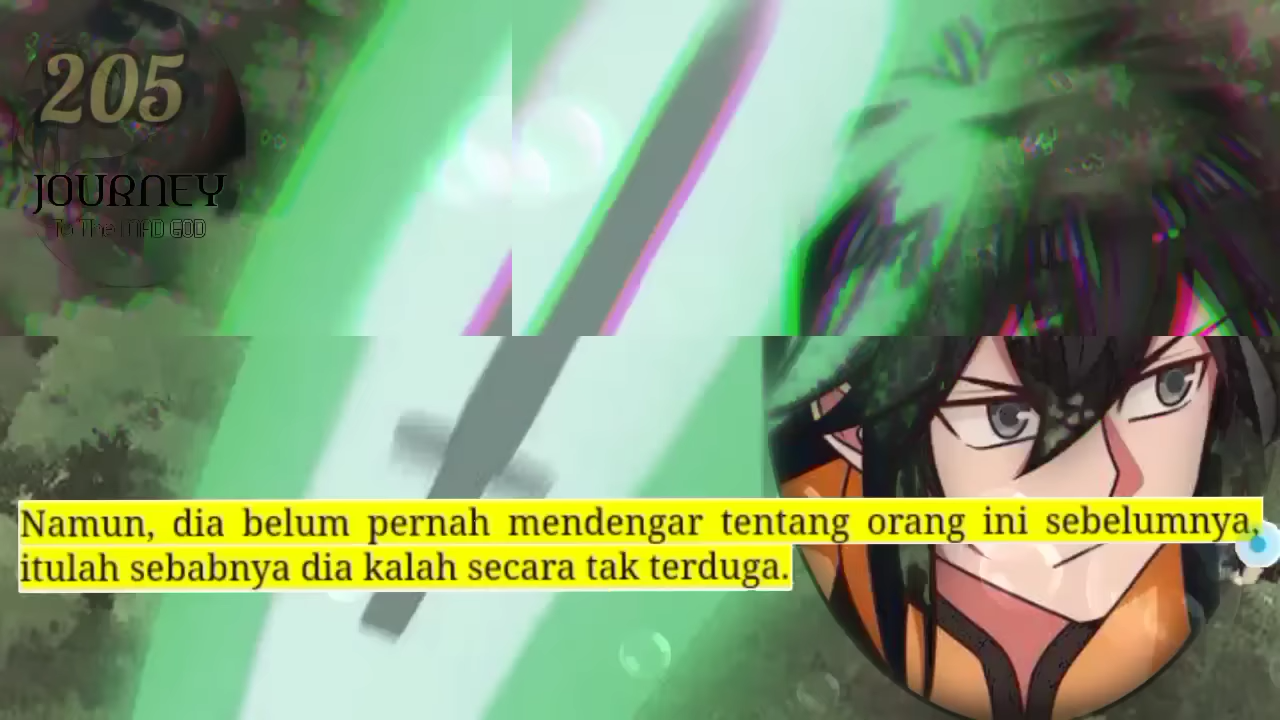 205
JOURNEY
To The MAD GOD
Namun, dia belum pernah mendengar tentang orang ini sebelumnya,
itulah sebabnya dia kalah secara tak terduga.